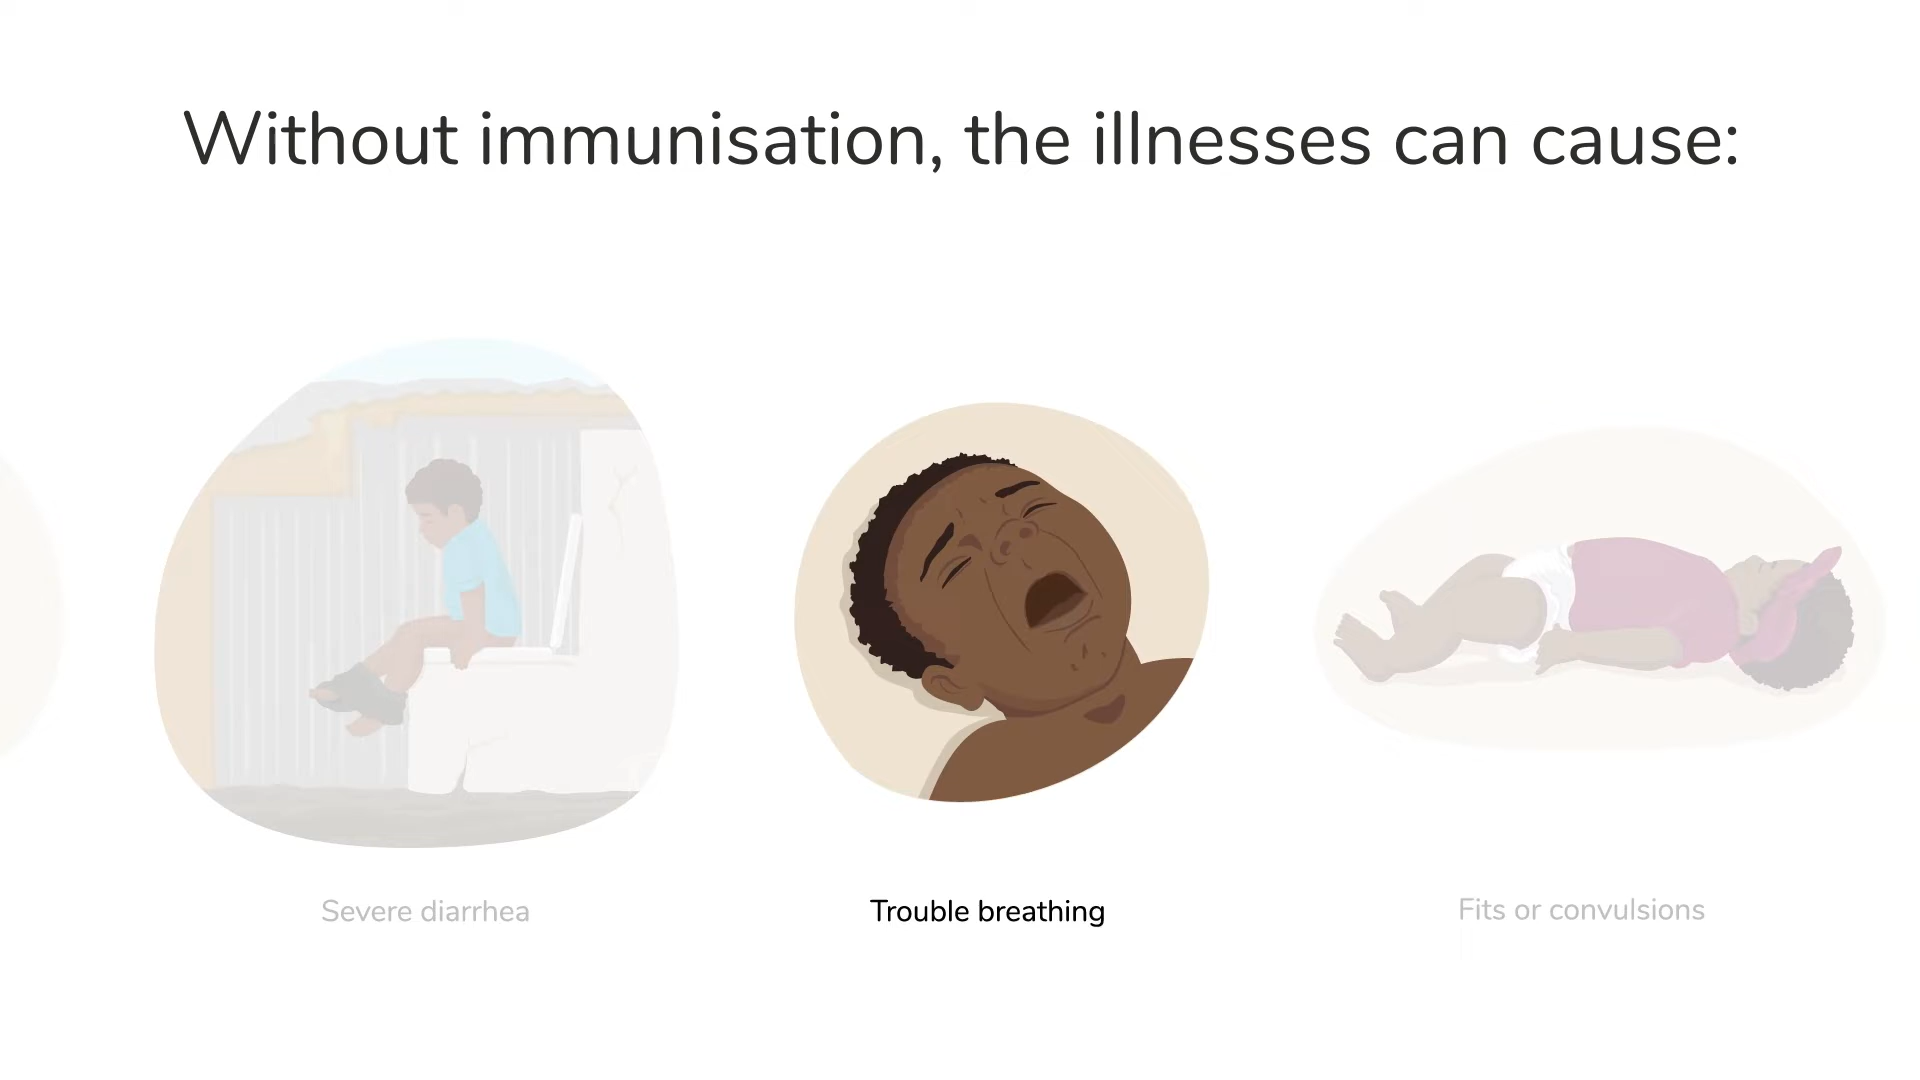 Without immunisation, the illnesses can cause:
Severe diarrhea
Trouble breathing
Fits or convulsions